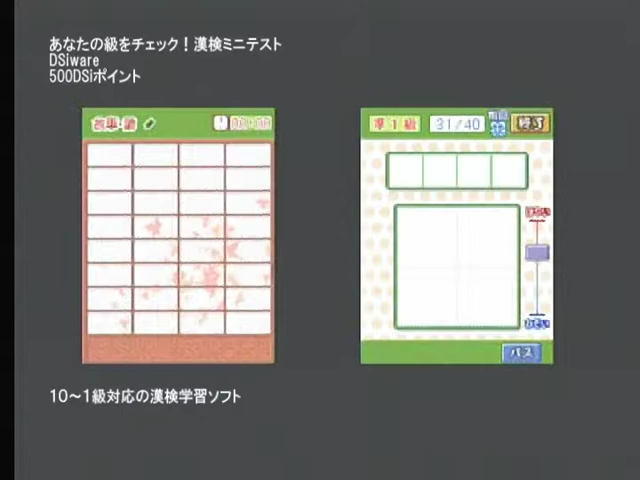 あなたの級をチェック！漢検ミニテスト
DSiware
500DSiポイント
準1級
31/40
終了
パス
10～1級対応の漢検学習ソフト